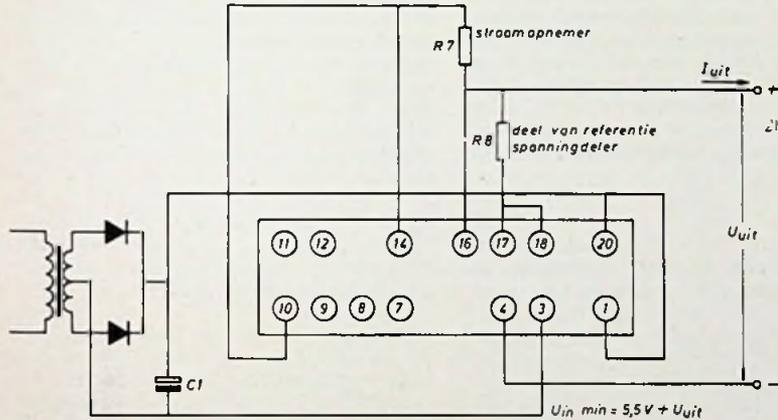 stroomopnemer
R7
I uit
+
R8
deel van referentie
spanningdeler
11 12 14 16 17 18 20
U uit
10 9 8 7 4 3 1
C1
-
U in min = 5,5 V + U uit